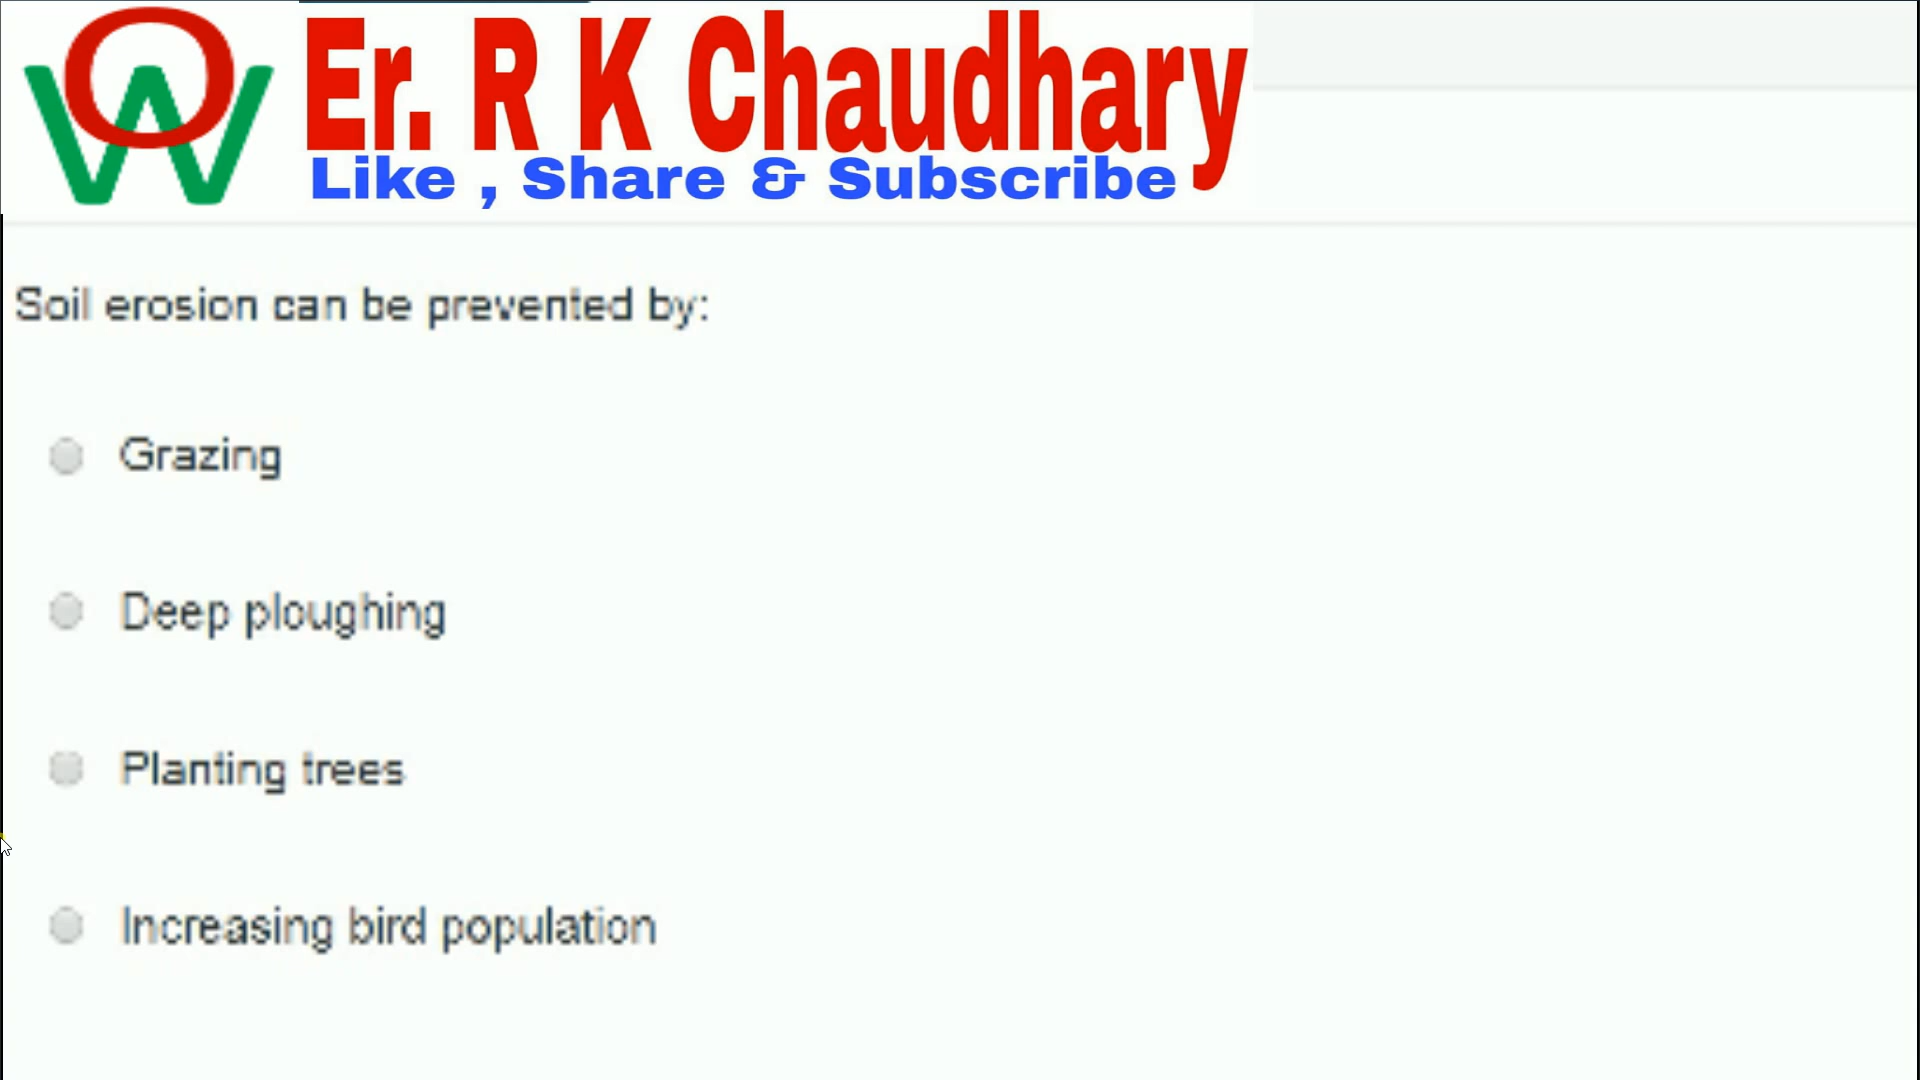 OW
Er. R K Chaudhary
Like , Share & Subscribe
Soil erosion can be prevented by:
Grazing
Deep ploughing
Planting trees
Increasing bird population